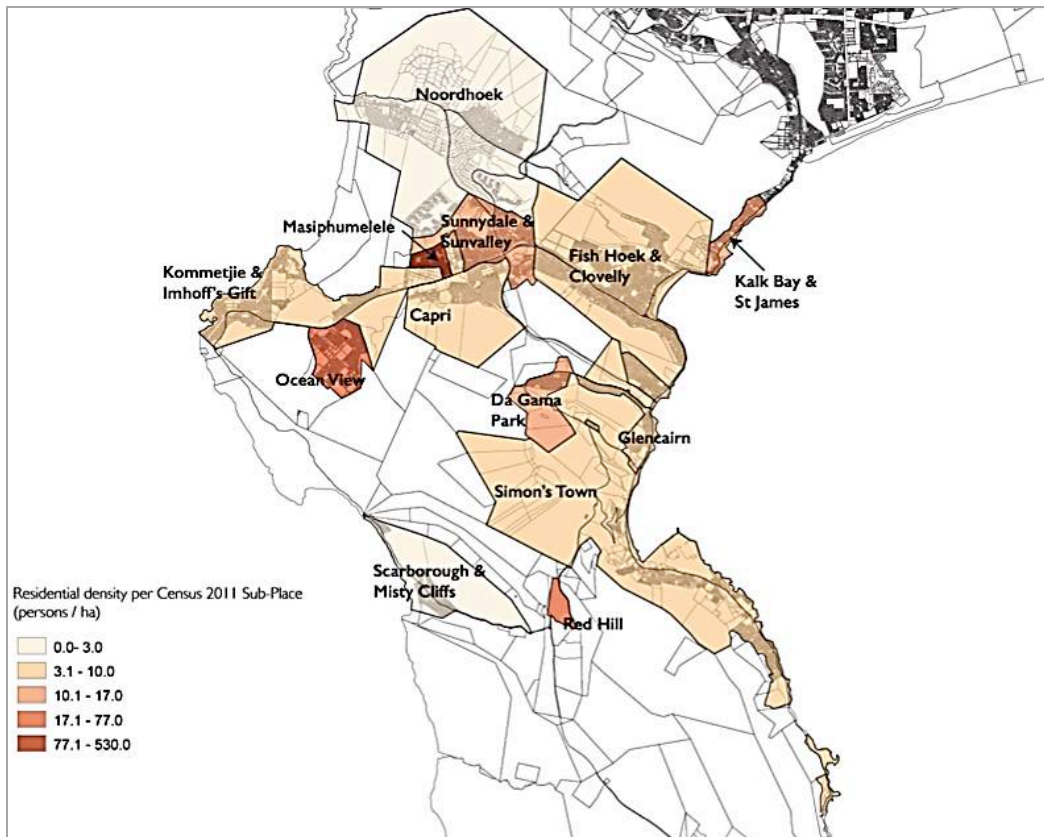 Noordhoek
Masiphumelele
Sunnydale &
Sunvalley
Kommetjie &
Imhoff's Gift
Fish Hoek &
Clovelly
Kalk Bay &
St James
Capri
Ocean View
Da Gama
Park
Glencairn
Simon's Town
Scarborough &
Misty Cliffs
Red Hill
Residential density per Census 2011 Sub-Place
(persons / ha)
0.0- 3.0
3.1 - 10.0
10.1 - 17.0
17.1 - 77.0
77.1 - 530.0